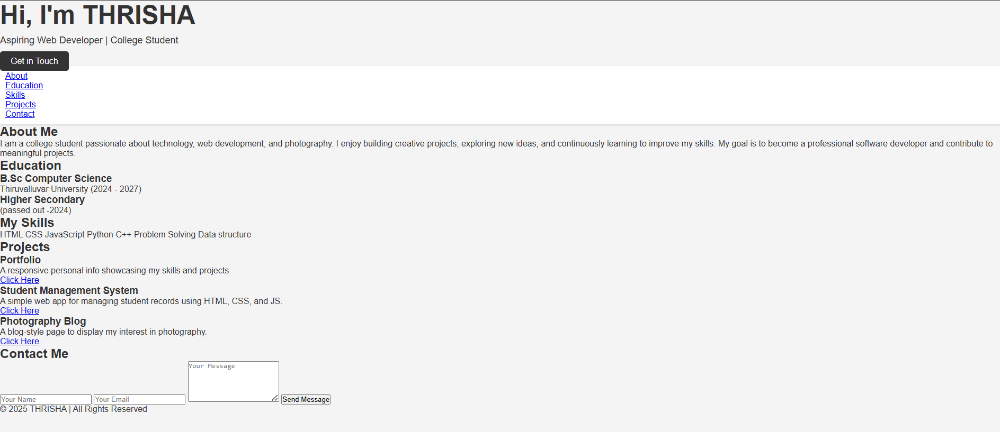 Hi, I'm THRISHA
Aspiring Web Developer | College Student
Get in Touch
About
Education
Skills
Projects
Contact
About Me
I am a college student passionate about technology, web development, and photography. I enjoy building creative projects, exploring new ideas, and continuously learning to improve my skills. My goal is to become a professional software developer and contribute to
meaningful projects.
Education
B.Sc Computer Science
Thiruvalluvar University (2024 - 2027)
Higher Secondary
(passed out -2024)
My Skills
HTML CSS JavaScript Python C++ Problem Solving Data structure
Projects
Portfolio
A responsive personal info showcasing my skills and projects.
Click Here
Student Management System
A simple web app for managing student records using HTML, CSS, and JS.
Click Here
Photography Blog
A blog-style page to display my interest in photography.
Click Here
Contact Me
Your Message
Your Name Your Email Send Message
© 2025 THRISHA | All Rights Reserved